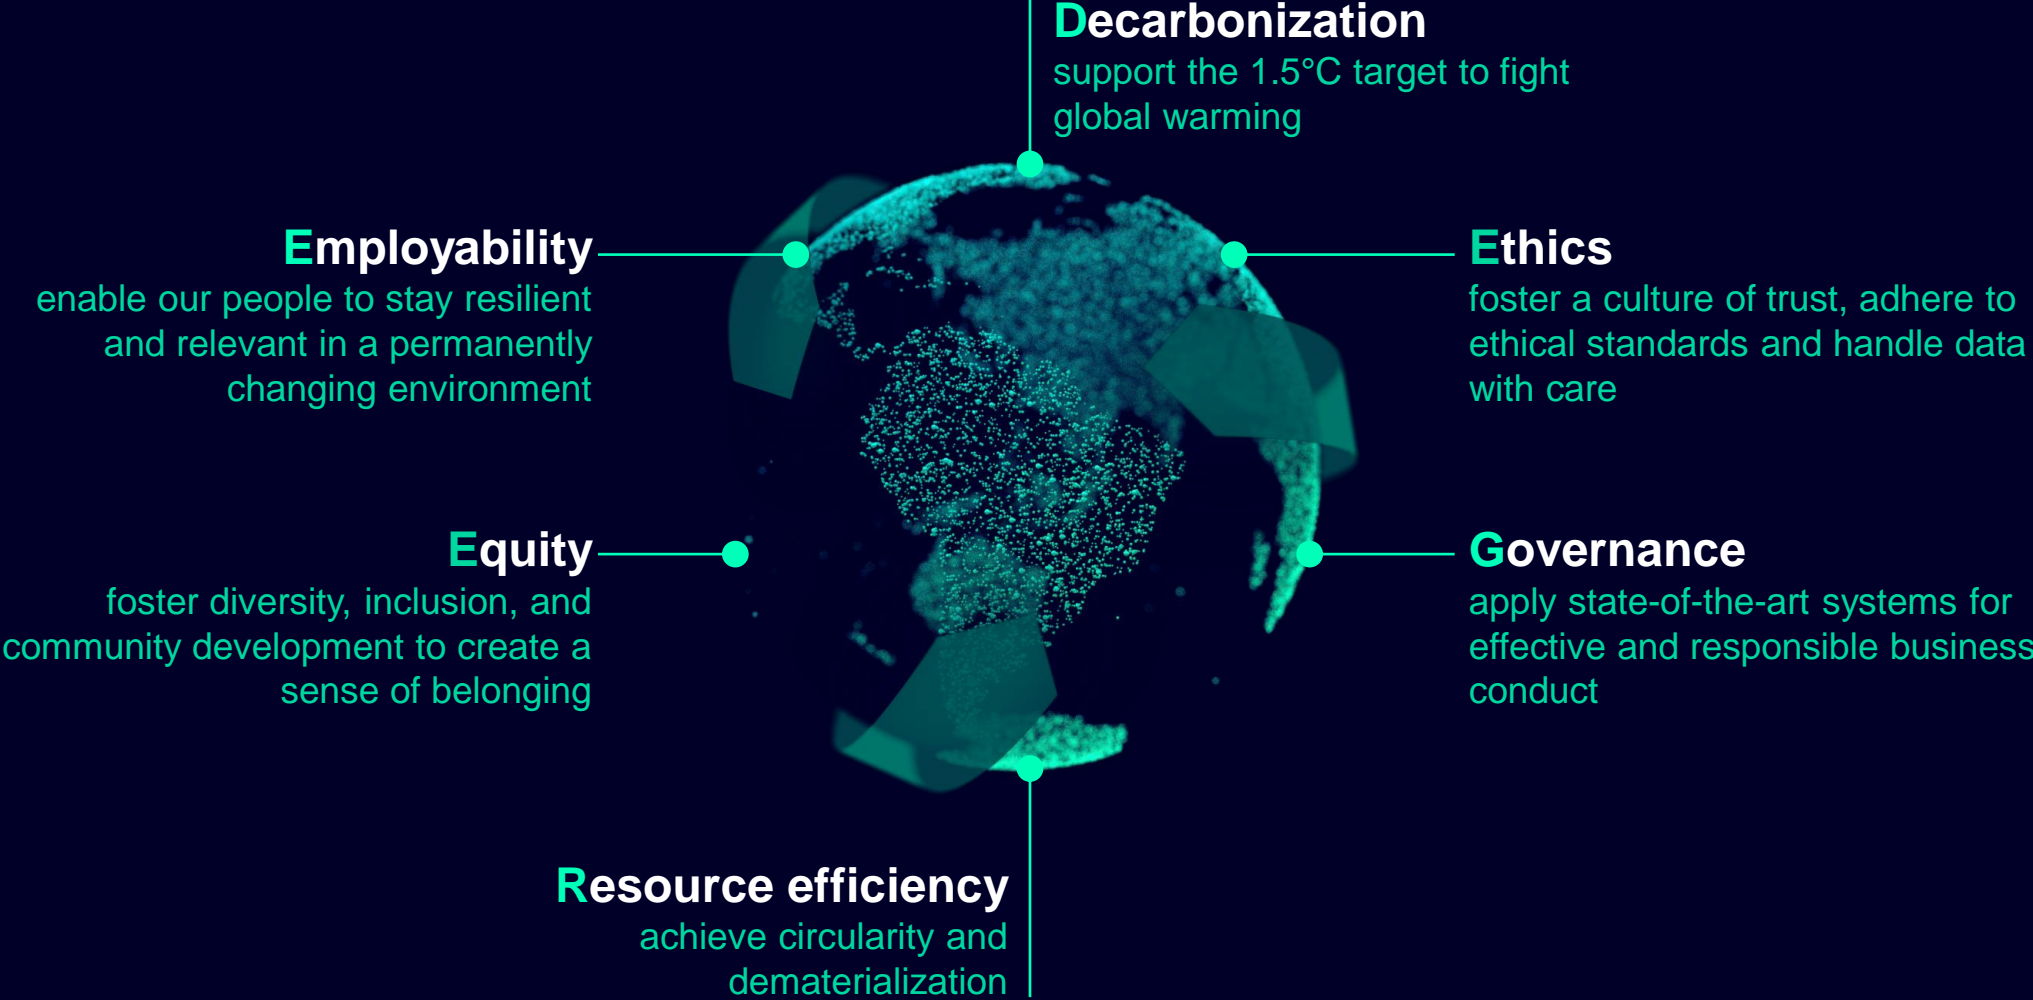 Decarbonization
support the 1.5°C target to fight
global warming
Ethics
foster a culture of trust, adhere to
ethical standards and handle data
with care
Governance
apply state-of-the-art systems for
effective and responsible business
conduct
Resource efficiency
achieve circularity and
dematerialization
Equity
foster diversity, inclusion, and
community development to create a
sense of belonging
Employability
enable our people to stay resilient
and relevant in a permanently
changing environment